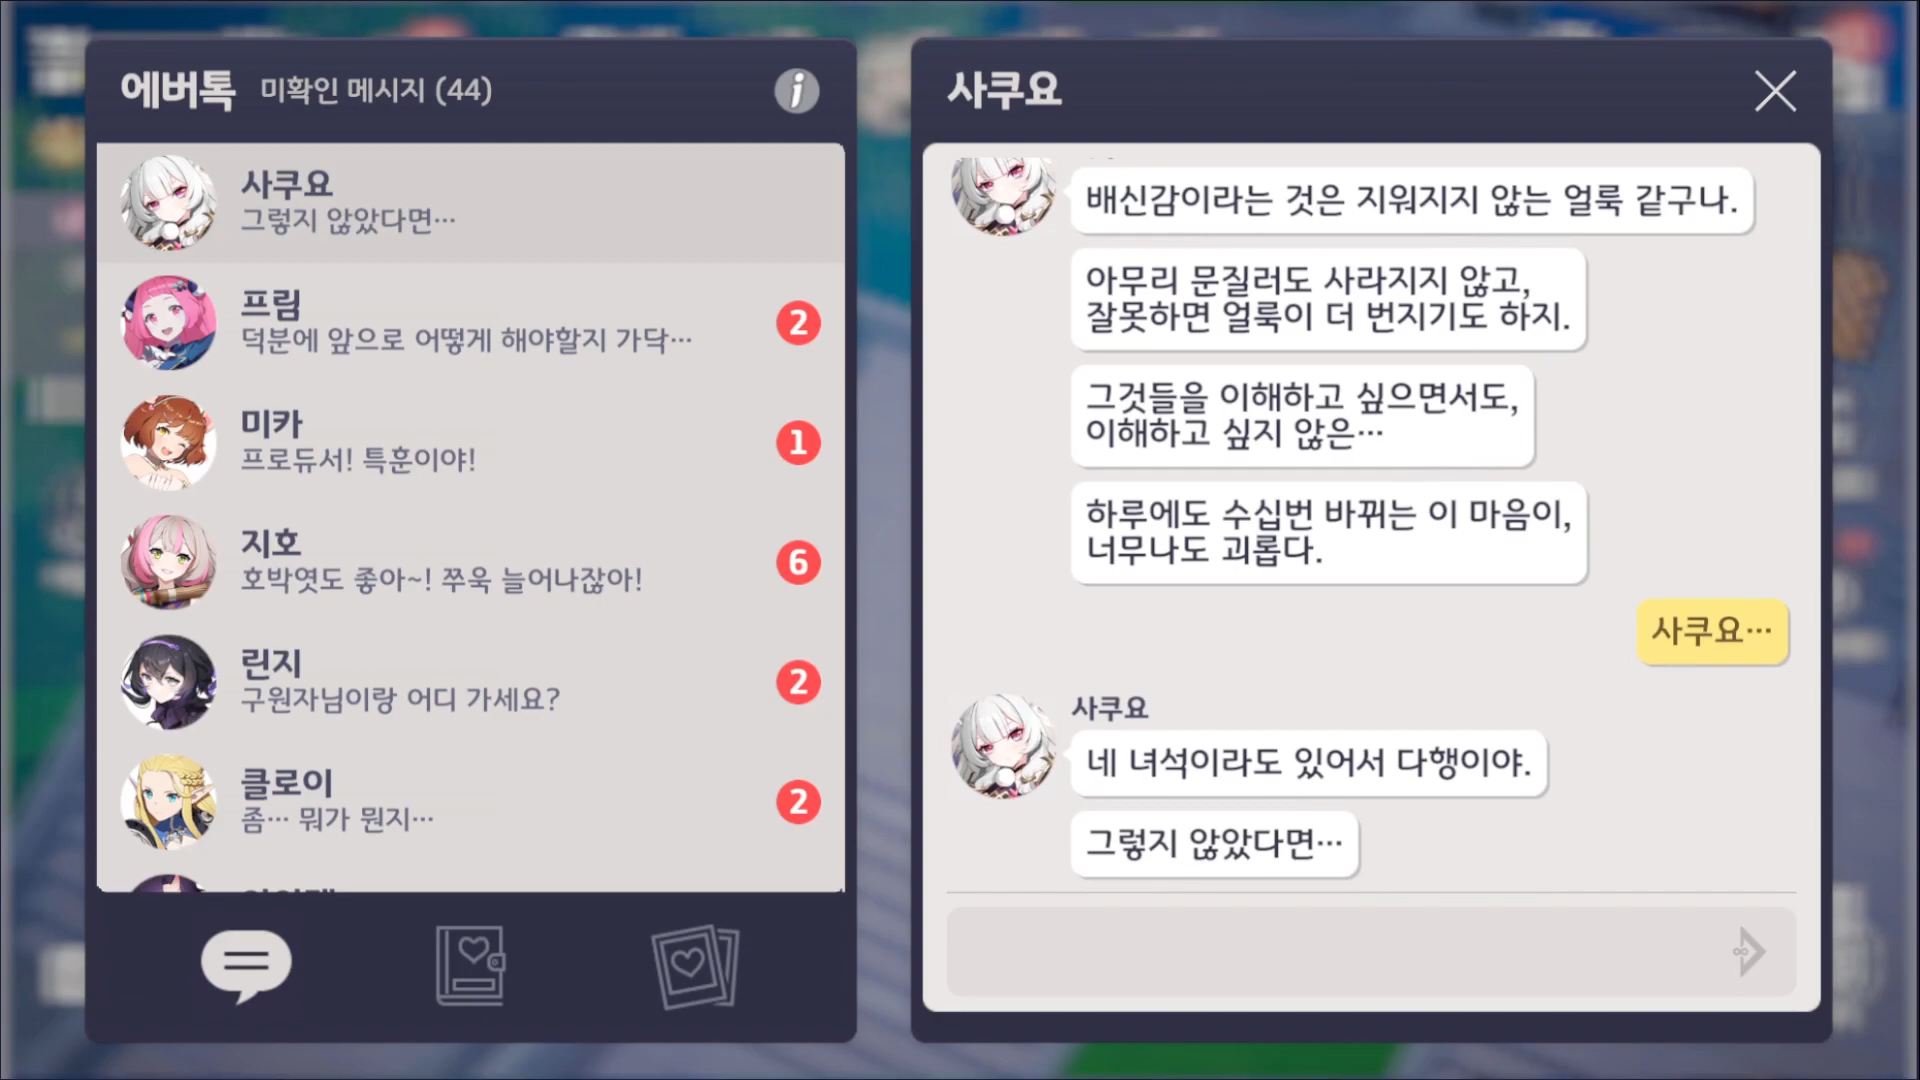 에버톡 미확인 메시지 (44)
사쿠요
그렇지 않았다면…
프림
덕분에 앞으로 어떻게 해야할지 가닥…
2
미카
프로듀서! 특훈이야!
1
지호
호박엿도 좋아~! 쭈욱 늘어나잖아!
6
린지
구원자님이랑 어디 가세요?
2
클로이
좀… 뭐가 뭔지…
2
사쿠요
배신감이라는 것은 지워지지 않는 얼룩 같구나.
아무리 문질러도 사라지지 않고,
잘못하면 얼룩이 더 번지기도 하지.
그것들을 이해하고 싶으면서도,
이해하고 싶지 않은…
하루에도 수십번 바뀌는 이 마음이,
너무나도 괴롭다.
사쿠요…
사쿠요
네 녀석이라도 있어서 다행이야.
그렇지 않았다면…